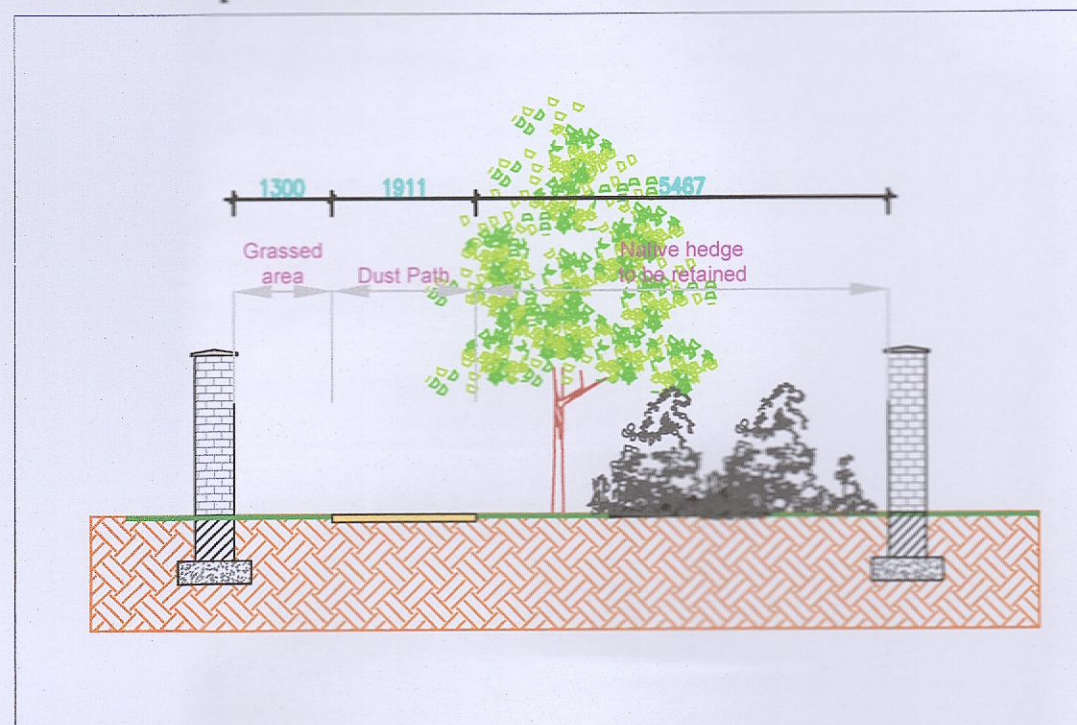 1300
1911
5467
Grassed
area
Dust Path
Native hedge
to be retained